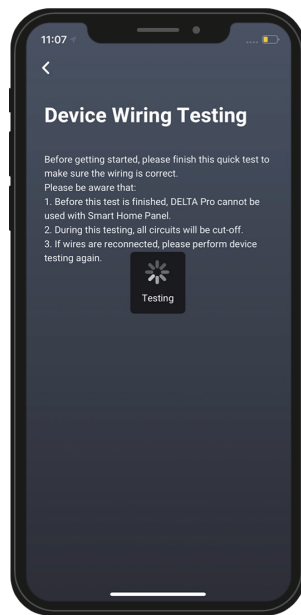 11:07
Device Wiring Testing
Before getting started, please finish this quick test to
make sure the wiring is correct.
Please be aware that:
1. Before this test is finished, DELTA Pro cannot be
used with Smart Home Panel.
2. During this testing, all circuits will be cut-off.
3. If wires are reconnected, please perform device
testing again.
Testing